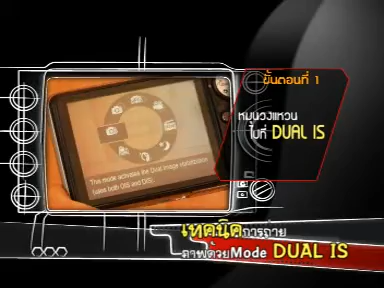 ขั้นตอนที่ 1
หมุนวงแหวน
ไปที่ DUAL IS
This mode activates the Dual Image Stabilization
(uses both OIS and DIS).
เทคนิคการถ่าย
ภาพด้วยMode DUAL IS